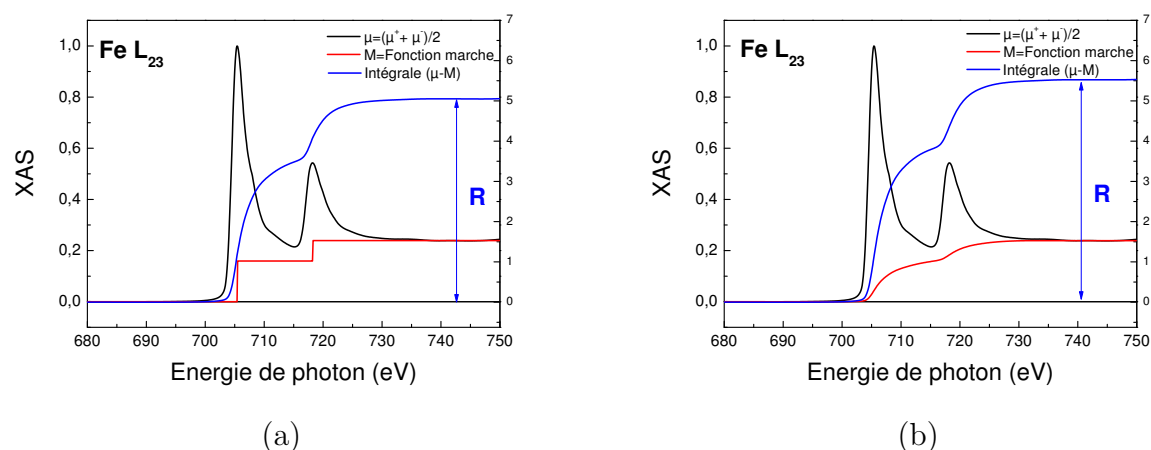 Fe L23
μ=(μ+ + μ-)/2
M=Fonction marche
Intégrale (μ-M)
R
XAS
1,0
0,8
0,6
0,4
0,2
0,0
7
6
5
4
3
2
1
0
680 690 700 710 720 730 740 750
Energie de photon (eV)
(a)
Fe L23
μ=(μ+ + μ-)/2
M=Fonction marche
Intégrale (μ-M)
R
XAS
1,0
0,8
0,6
0,4
0,2
0,0
7
6
5
4
3
2
1
0
680 690 700 710 720 730 740 750
Energie de photon (eV)
(b)